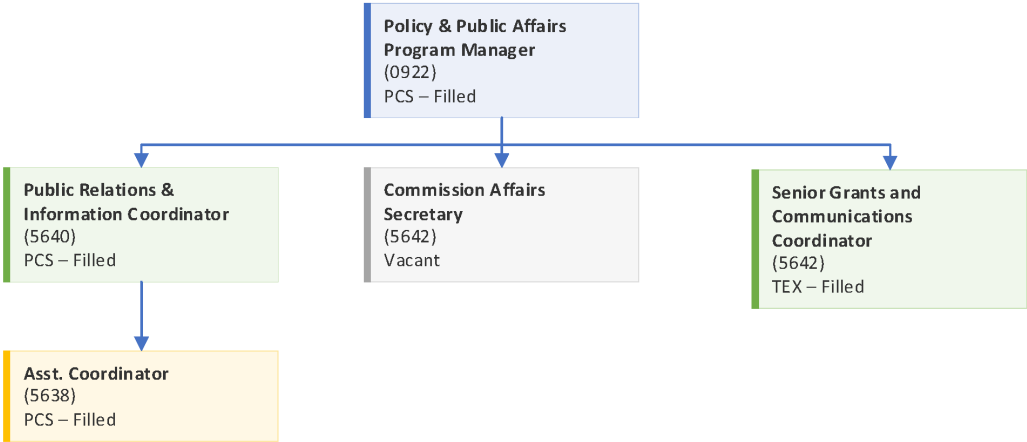 Policy & Public Affairs
Program Manager
(0922)
PCS – Filled
Public Relations &
Information Coordinator
(5640)
PCS – Filled
Commission Affairs
Secretary
(5642)
Vacant
Senior Grants and
Communications
Coordinator
(5642)
TEX – Filled
Asst. Coordinator
(5638)
PCS – Filled